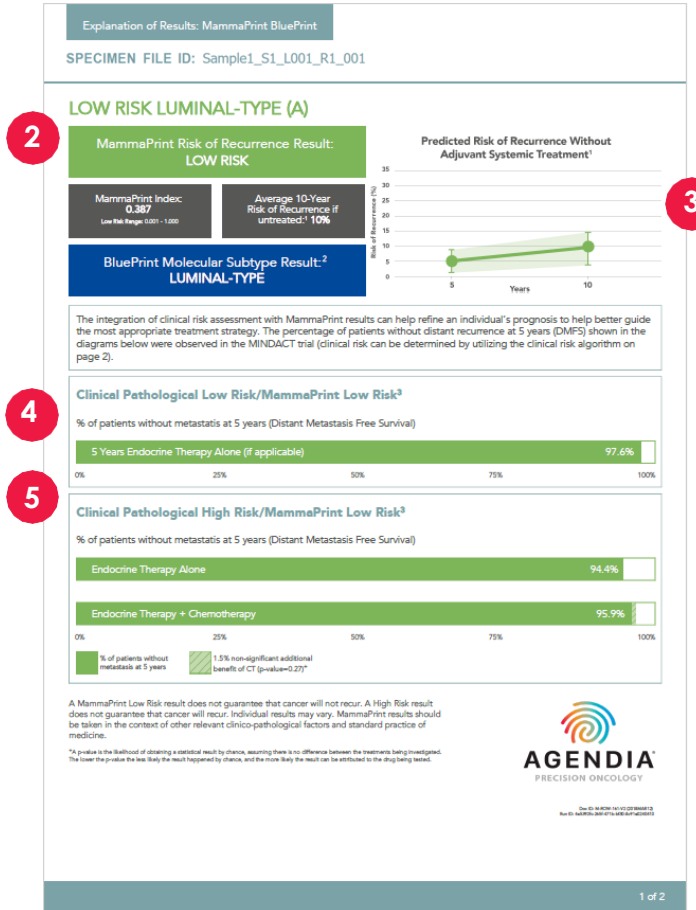 Explanation of Results: MammaPrint BluePrint
SPECIMEN FILE ID: Sample1_S1_L001_R1_001
LOW RISK LUMINAL-TYPE (A)
2
MammaPrint Risk of Recurrence Result:
LOW RISK
MammaPrint Index:
0.387
Low Risk Range: 0.001 - 1.000
Average 10-Year
Risk of Recurrence if
untreated:¹ 10%
BluePrint Molecular Subtype Result:²
LUMINAL-TYPE
Predicted Risk of Recurrence Without
Adjuvant Systemic Treatment¹
Risk of Recurrence (%)
35
30
25
20
15
10
5
0
5
10
Years
3
The integration of clinical risk assessment with MammaPrint results can help refine an individual's prognosis to help better guide
the most appropriate treatment strategy. The percentage of patients without distant recurrence at 5 years (DMFS) shown in the
diagrams below were observed in the MINDACT trial (clinical risk can be determined by utilizing the clinical risk algorithm on
page 2).
4
Clinical Pathological Low Risk/MammaPrint Low Risk³
% of patients without metastatis at 5 years (Distant Metastasis Free Survival)
5 Years Endocrine Therapy Alone (if applicable) 97.6%
0% 25% 50% 75% 100%
5
Clinical Pathological High Risk/MammaPrint Low Risk³
% of patients without metastatis at 5 years (Distant Metastasis Free Survival)
Endocrine Therapy Alone 94.4%
Endocrine Therapy + Chemotherapy 95.9%
0% 25% 50% 75% 100%
% of patients without
metastasis at 5 years
1.5% non-significant additional
benefit of CT (p-value=0.27)*
A MammaPrint Low Risk result does not guarantee that cancer will not recur. A High Risk result
does not guarantee that cancer will recur. Individual results may vary. MammaPrint results should
be taken in the context of other relevant clinico-pathological factors and standard practice of
medicine.
*A p-value is the likelihood of obtaining a statistical result by chance, assuming there is no difference between the treatments being investigated.
The lower the p-value the less likely the result happened by chance, and the more likely the result can be attributed to the drug being tested.
AGENDIA
PRECISION ONCOLOGY
1 of 2